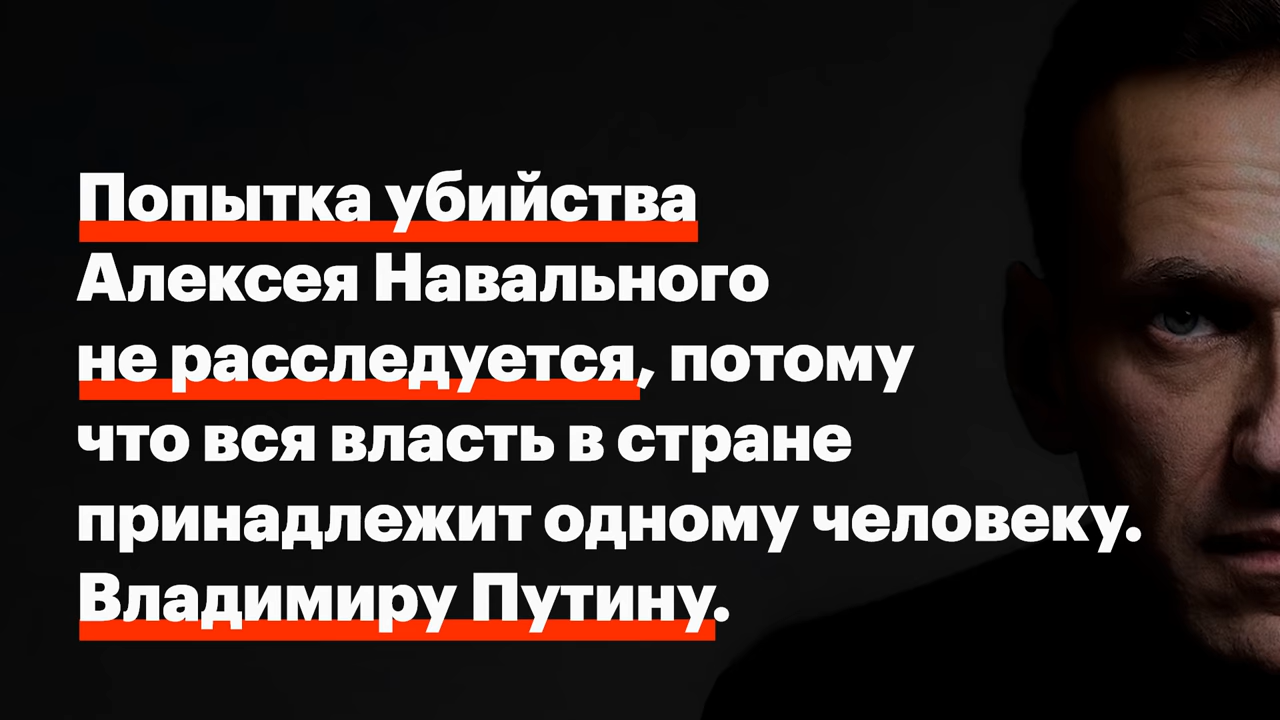 Попытка убийства
Алексея Навального
не расследуется, потому
что вся власть в стране
принадлежит одному человеку.
Владимиру Путину.